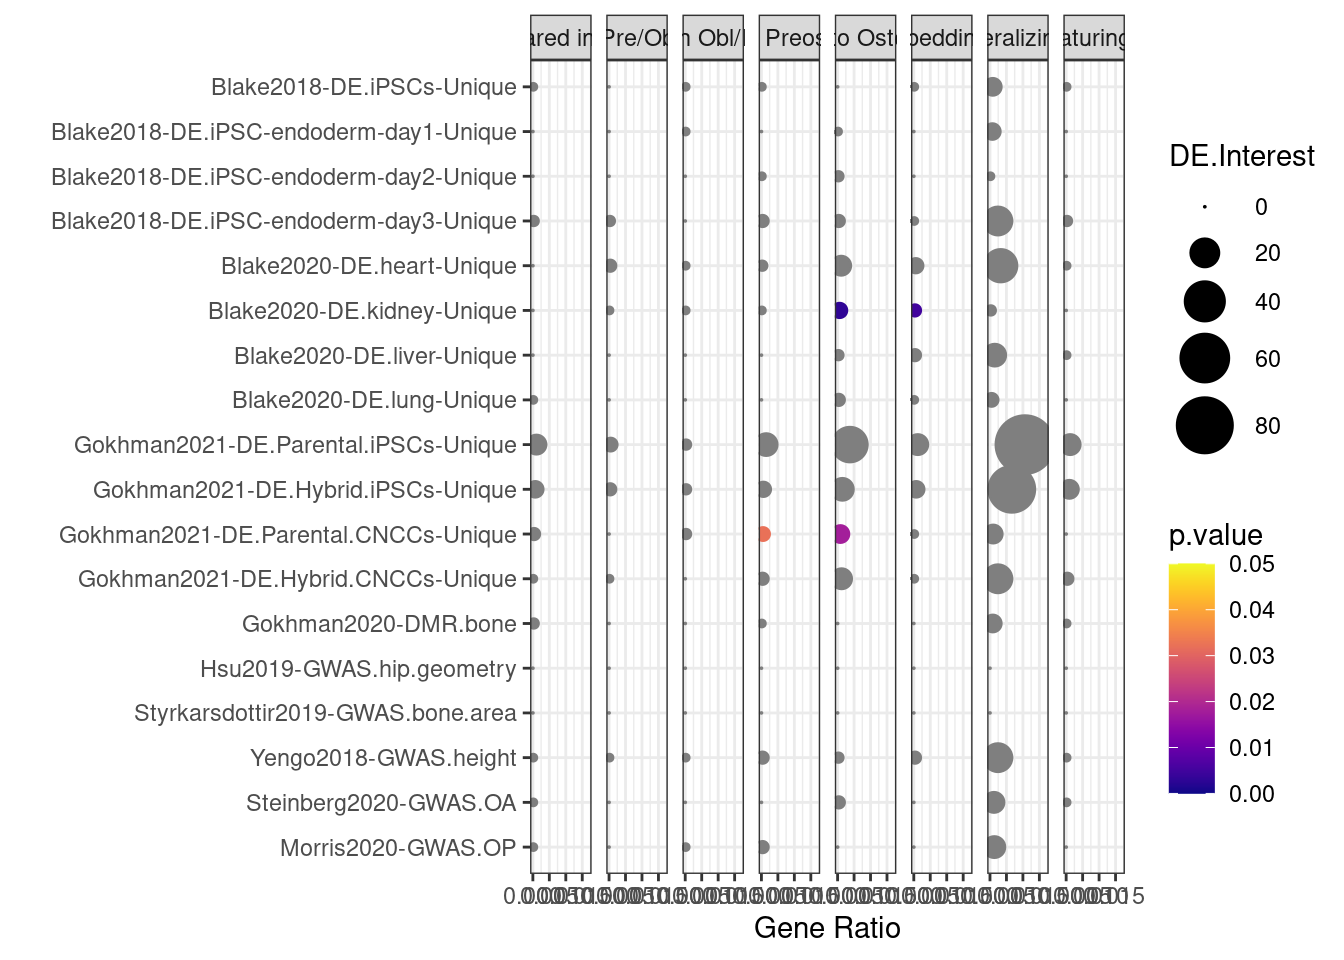 ared in
Pre/Ob
n Obl/
Preos
to Oste
beddin
eralizin
aturing
Blake2018-DE.iPSCs-Unique
Blake2018-DE.iPSC-endoderm-day1-Unique
Blake2018-DE.iPSC-endoderm-day2-Unique
Blake2018-DE.iPSC-endoderm-day3-Unique
Blake2020-DE.heart-Unique
Blake2020-DE.kidney-Unique
Blake2020-DE.liver-Unique
Blake2020-DE.lung-Unique
Gokhman2021-DE.Parental.iPSCs-Unique
Gokhman2021-DE.Hybrid.iPSCs-Unique
Gokhman2021-DE.Parental.CNCCs-Unique
Gokhman2021-DE.Hybrid.CNCCs-Unique
Gokhman2020-DMR.bone
Hsu2019-GWAS.hip.geometry
Styrkarsdottir2019-GWAS.bone.area
Yengo2018-GWAS.height
Steinberg2020-GWAS.OA
Morris2020-GWAS.OP
Gene Ratio
DE.Interest
0
20
40
60
80
p.value
0.05
0.04
0.03
0.02
0.01
0.00